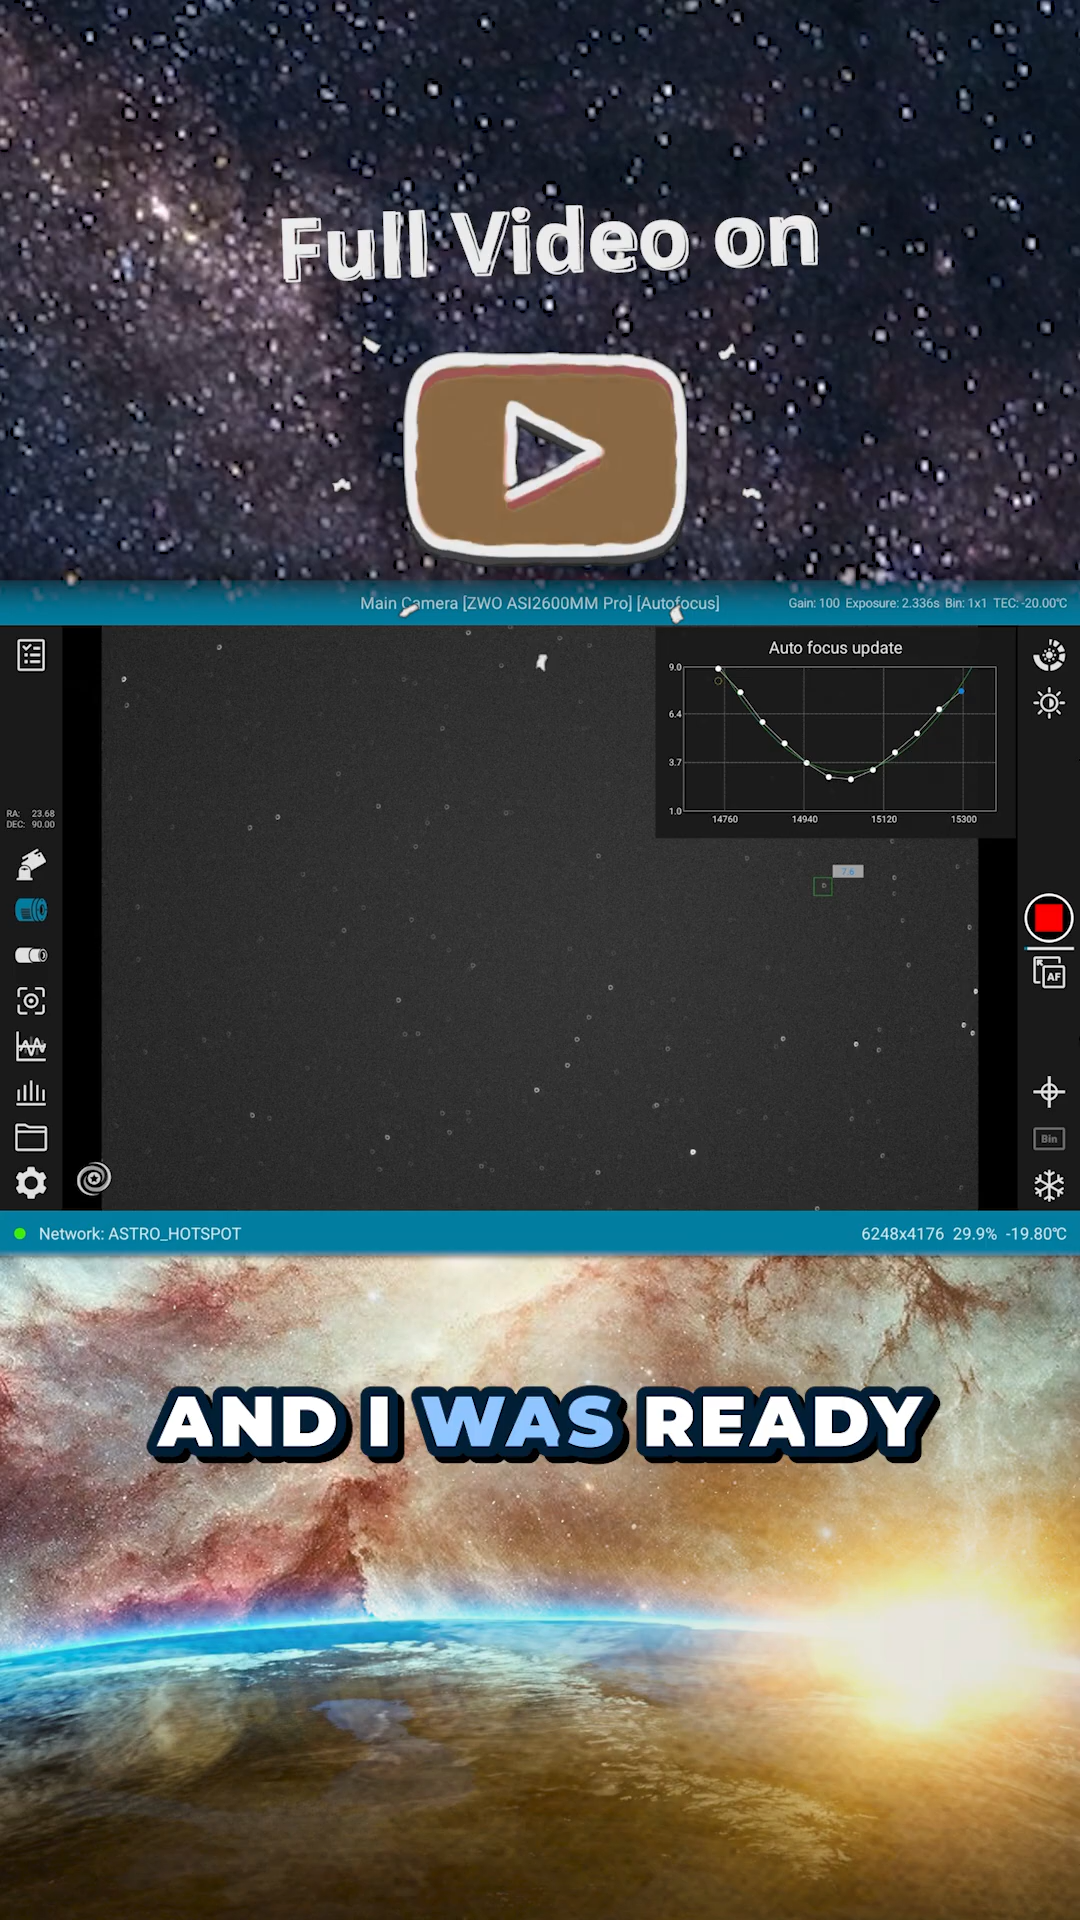 Full Video on
Main Camera [ZWO ASI2600MM Pro] [Autofocus]
Gain: 100 Exposure: 2.336s Bin: 1x1 TEC: -20.00℃
Auto focus update
9.0
6.4
3.7
1.0
14760 14940 15120 15300
RA: 23.68
DEC: 90.00
7.6
AF
Bin
Network: ASTRO_HOTSPOT
6248x4176 29.9% -19.80℃
AND I WAS READY